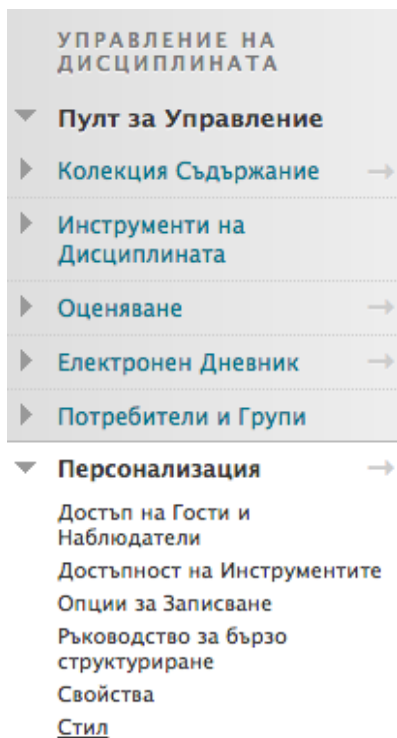 УПРАВЛЕНИЕ НА
ДИСЦИПЛИНАТА
Пулт за Управление
Колекция Съдържание
Инструменти на
Дисциплината
Оценяване
Електронен Дневник
Потребители и Групи
Персонализация
Достъп на Гости и
Наблюдатели
Достъпност на Инструментите
Опции за Записване
Ръководство за бързо
структуриране
Свойства
Стил